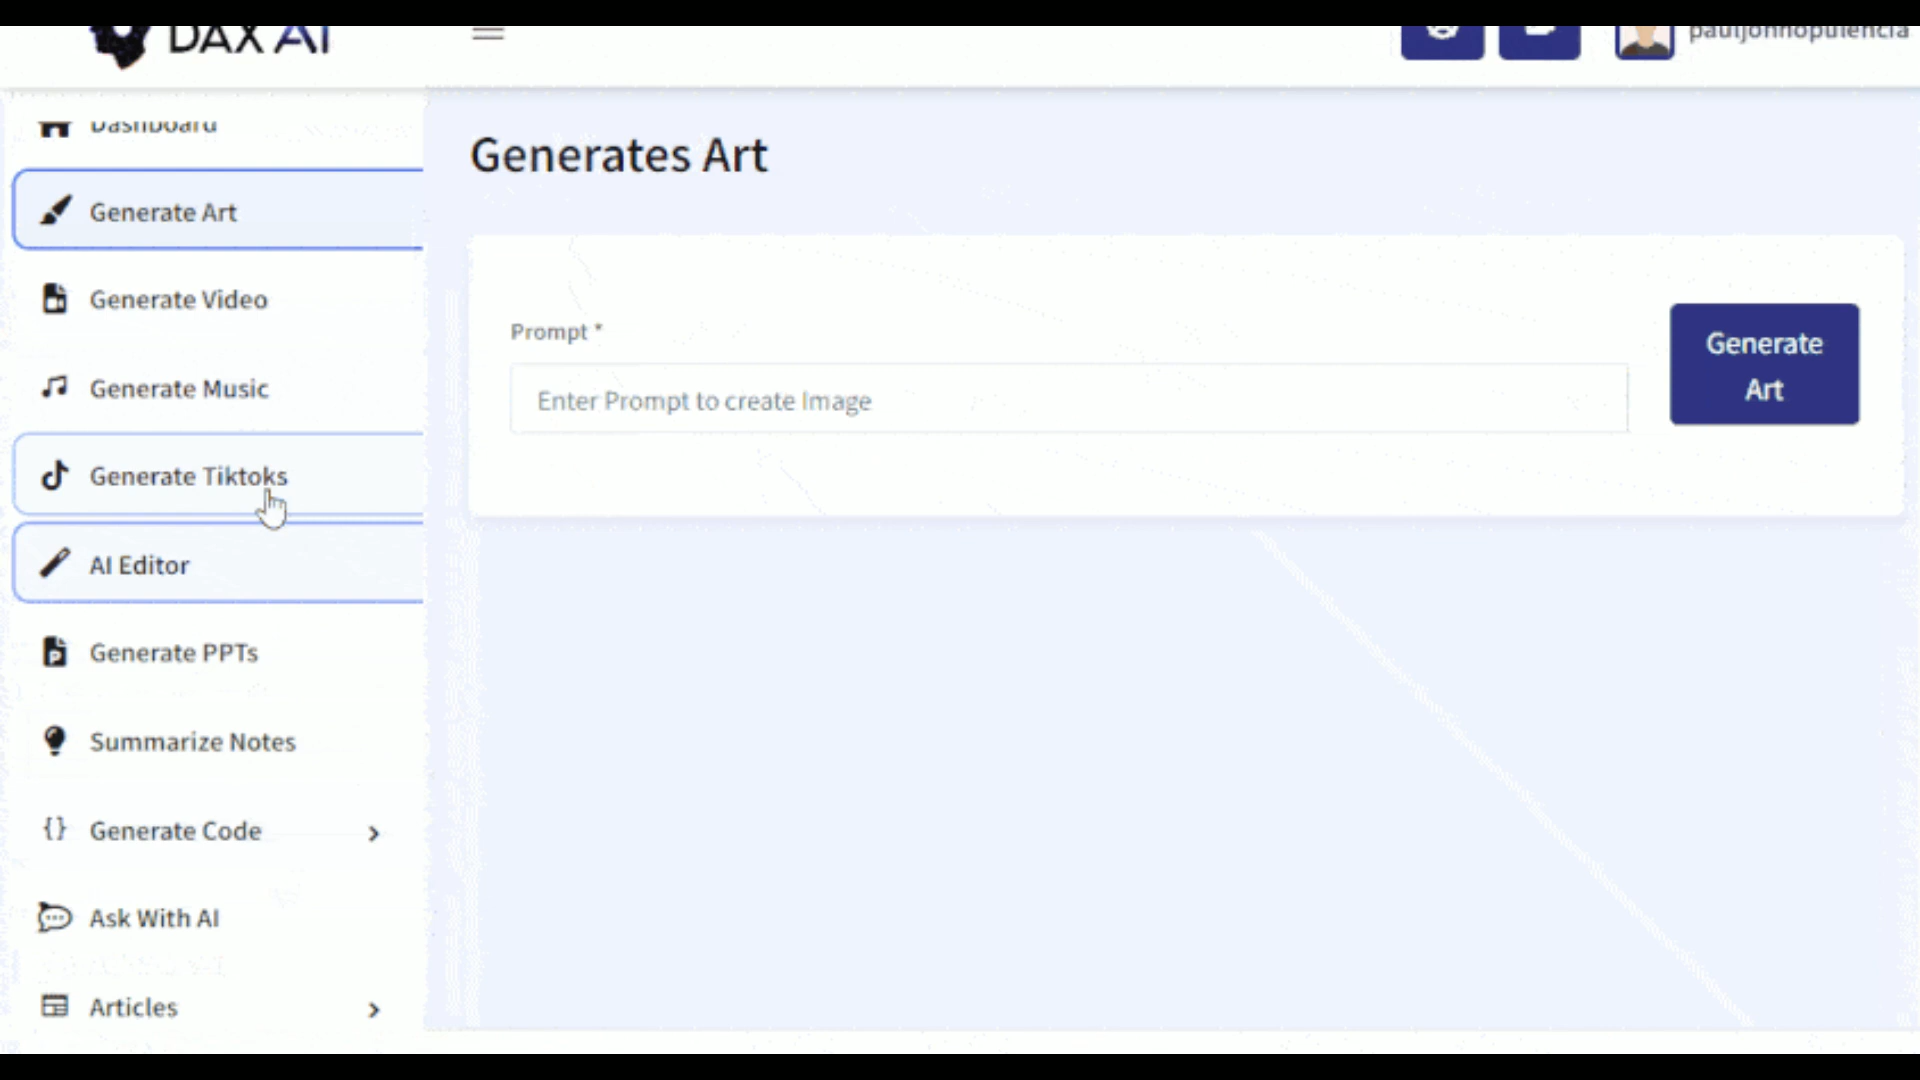 DAX AI
pauljohnopulencia
Dashboard
Generate Art
Generate Video
Generate Music
Generate Tiktoks
AI Editor
Generate PPTs
Summarize Notes
{} Generate Code
Ask With AI
Articles
Generates Art
Prompt *
Enter Prompt to create Image
Generate
Art